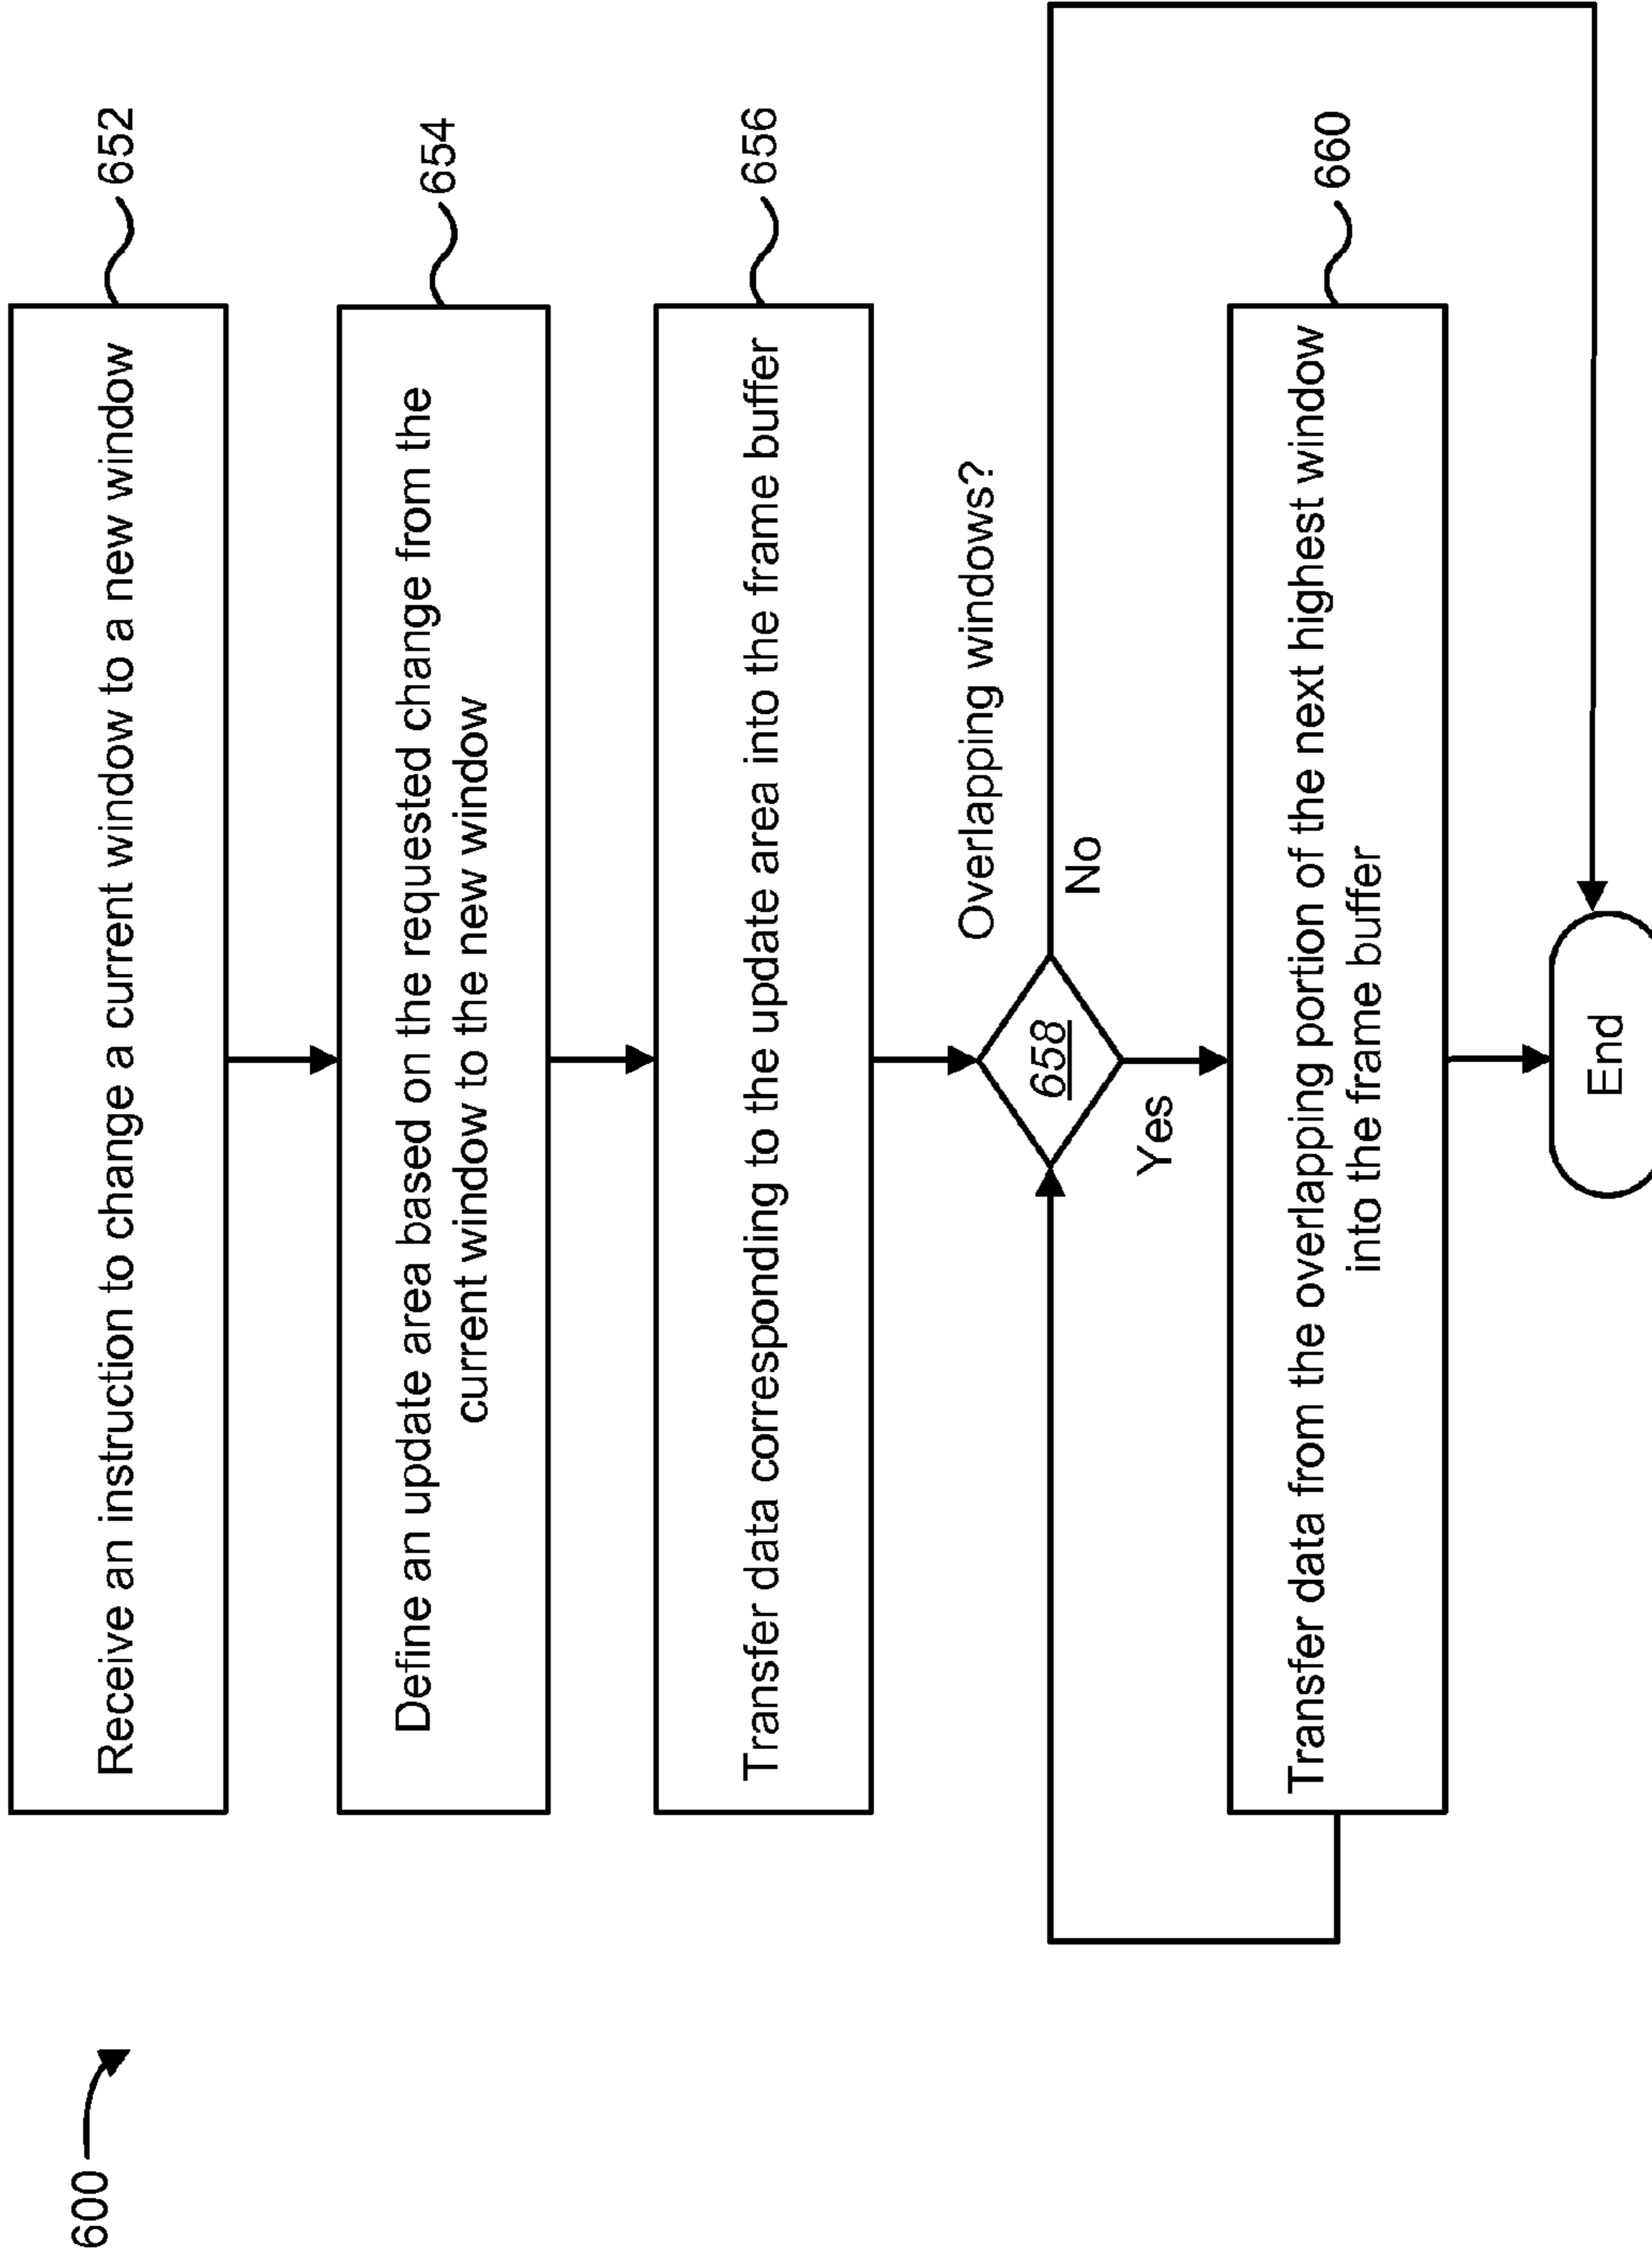 600
Receive an instruction to change a current window to a new window
652
Define an update area based on the requested change from the
current window to the new window
654
Transfer data corresponding to the update area into the frame buffer
656
Overlapping windows?
658
No
Yes
Transfer data from the overlapping portion of the next highest window
into the frame buffer
660
End